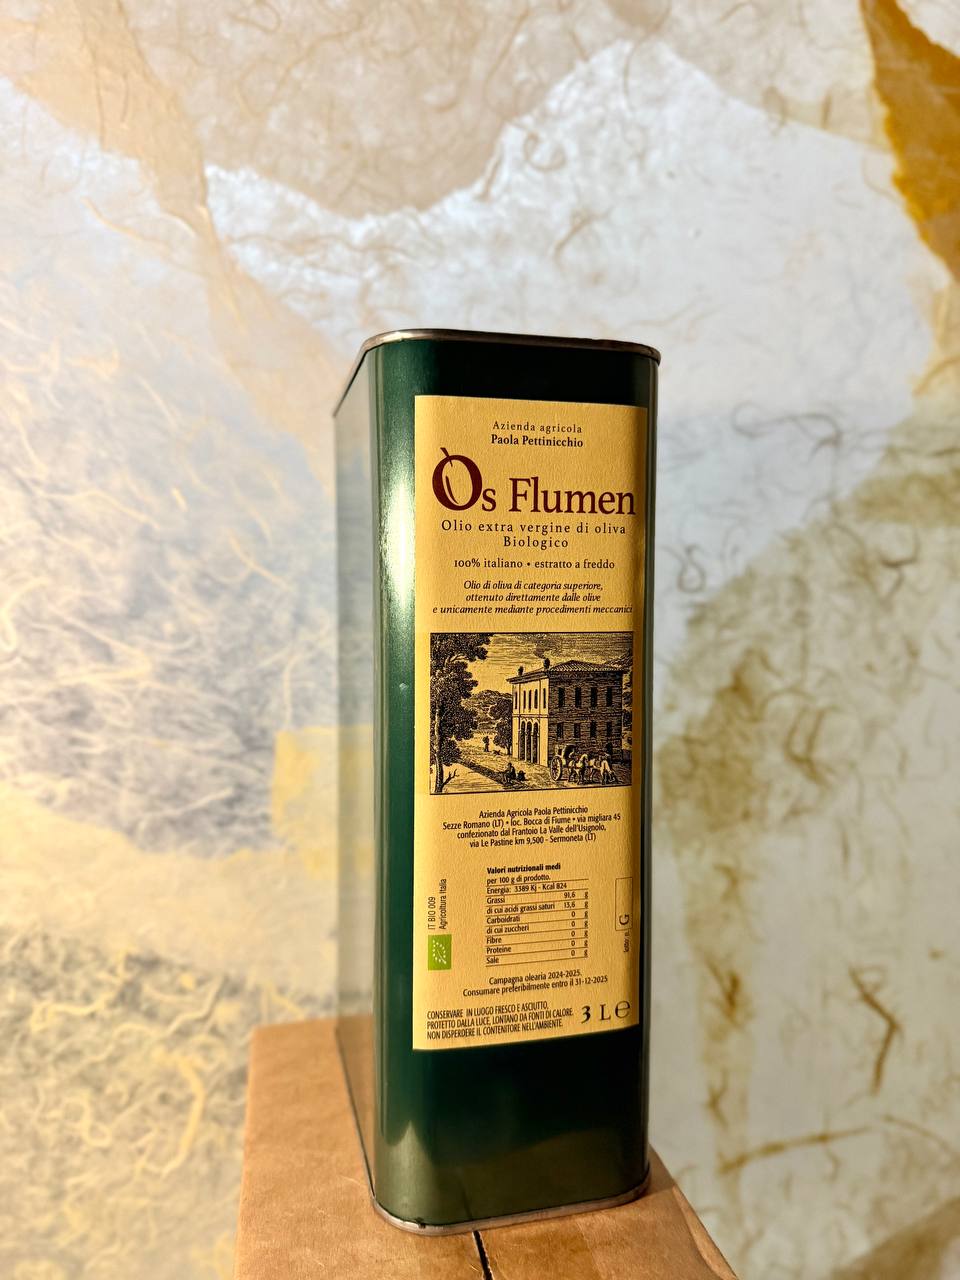 Azienda agricola
Paola Pettinicchio
Òs Flumen
Olio extra vergine di oliva
Biologico
100% italiano • estratto a freddo
Olio di oliva di categoria superiore,
ottenuto direttamente dalle olive
e unicamente mediante procedimenti meccanici
Azienda Agricola Paola Pettinicchio
Sezze Romano (LT) • loc. Bocca di Fiume • via migliara 45
confezionato dal Frantoio La Valle dell'Usignolo,
via Le Pastine km 9,500 - Sermoneta (LT)
Valori nutrizionali medi
per 100 g di prodotto.
Energia: 3389 Kj - Kcal 824
Grassi 91,6 g
di cui acidi grassi saturi 13,6 g
Carboidrati 0 g
di cui zuccheri 0 g
Fibre 0 g
Proteine 0 g
Sale 0 g
IT BIO 009
Agricoltura Italia
lotto n. G
Campagna olearia 2024-2025.
Consumare preferibilmente entro il 31-12-2025
CONSERVARE IN LUOGO FRESCO E ASCIUTTO,
PROTETTO DALLA LUCE, LONTANO DA FONTI DI CALORE.
NON DISPERDERE IL CONTENITORE NELL'AMBIENTE.
3 L ℮